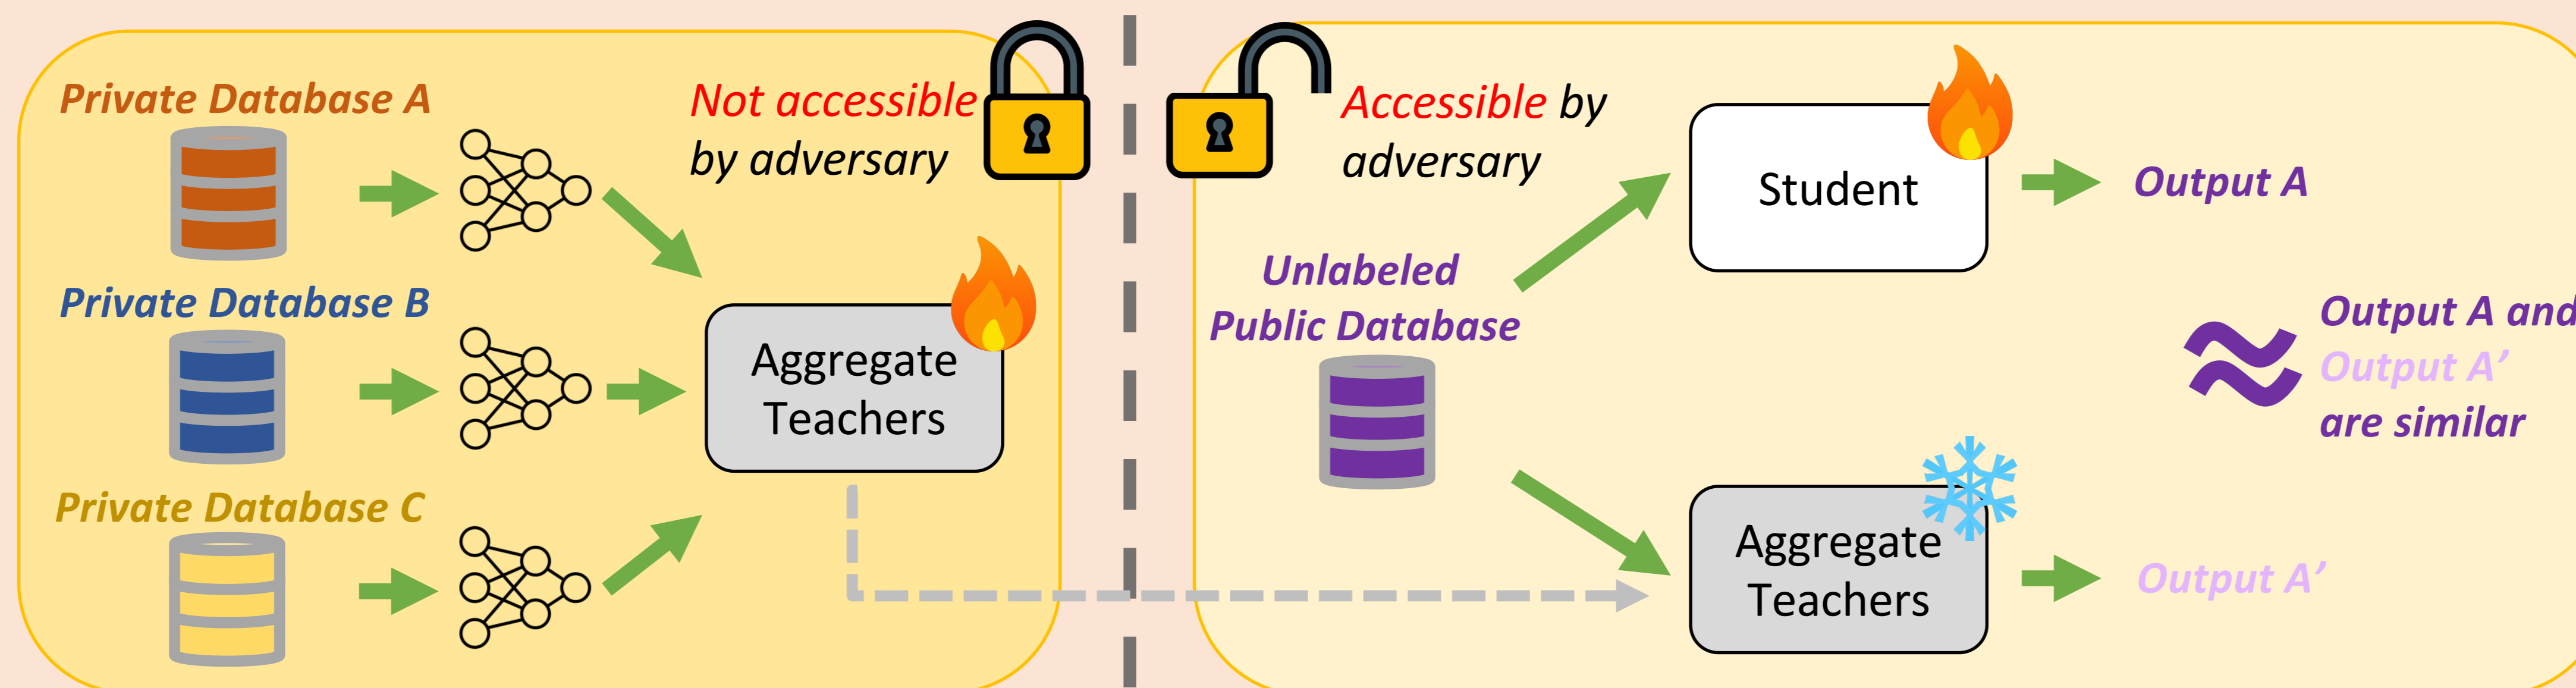 Private Database A
Not accessible
by adversary
Private Database B
Aggregate
Teachers
Private Database C
Accessible by
adversary
Student
Output A
Unlabeled
Public Database
Output A and
Output A’
are similar
Aggregate
Teachers
Output A’